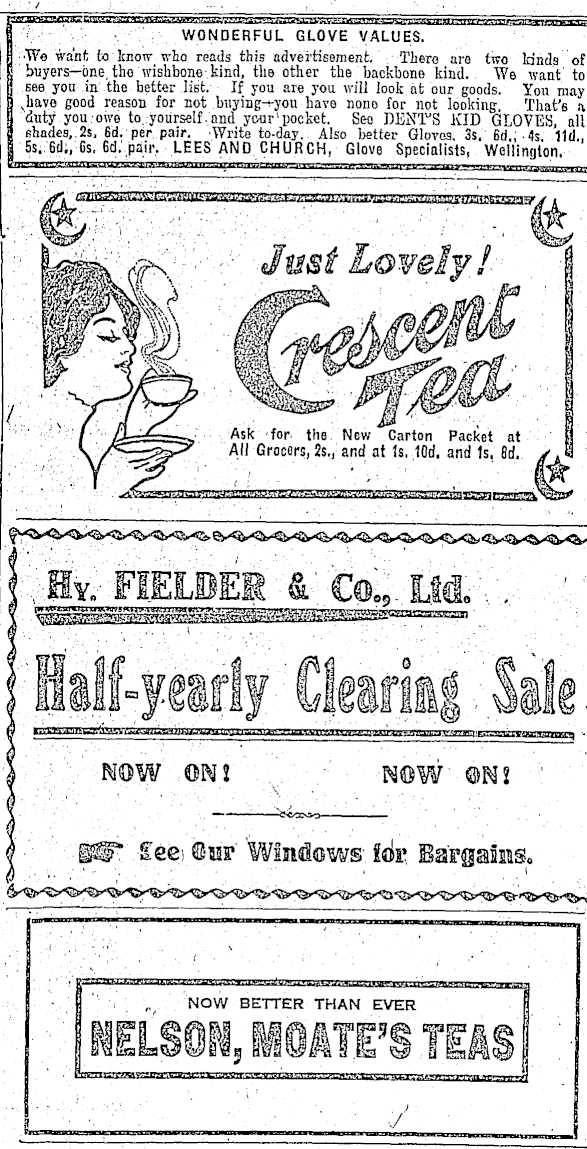 WONDERFUL GLOVE VALUES.
We want to know who reads this advertisement. There are two kinds of
buyers—one the wishbone kind, the other the backbone kind. We want to
see you in the better list. If you are you will look at our goods. You may
have good reason for not buying—you have none for not looking. That's a
duty you owe to yourself and your pocket. See DENT'S KID GLOVES, all
shades, 2s, 6d. per pair. Write to-day. Also better Gloves, 3s, 6d.; 4s. 11d.,
5s, 6d., 6s. 6d. pair. LEES AND CHURCH, Glove Specialists, Wellington.
Just Lovely!
Crescent
Tea
Ask for the New Carton Packet at
All Grocers, 2s., and at 1s. 10d. and 1s, 8d.
Hy. FIELDER & Co., Ltd.
Half-yearly Clearing Sale
NOW ON! NOW ON!
See Our Windows for Bargains.
NOW BETTER THAN EVER
NELSON, MOATE'S TEAS